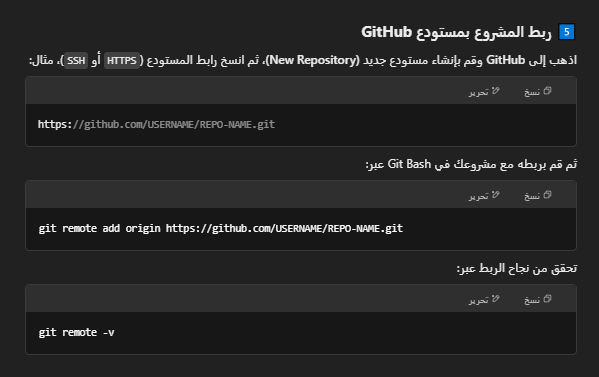 5 ربط المشروع بمستودع GitHub
اذهب إلى GitHub وقم بإنشاء مستودع جديد (New Repository)، ثم انسخ رابط المستودع (HTTPS أو SSH)، مثال:
نسخ تحرير
https://github.com/USERNAME/REPO-NAME.git
ثم قم بربطه مع مشروعك في Git Bash عبر:
نسخ تحرير
git remote add origin https://github.com/USERNAME/REPO-NAME.git
تحقق من نجاح الربط عبر:
نسخ تحرير
git remote -v